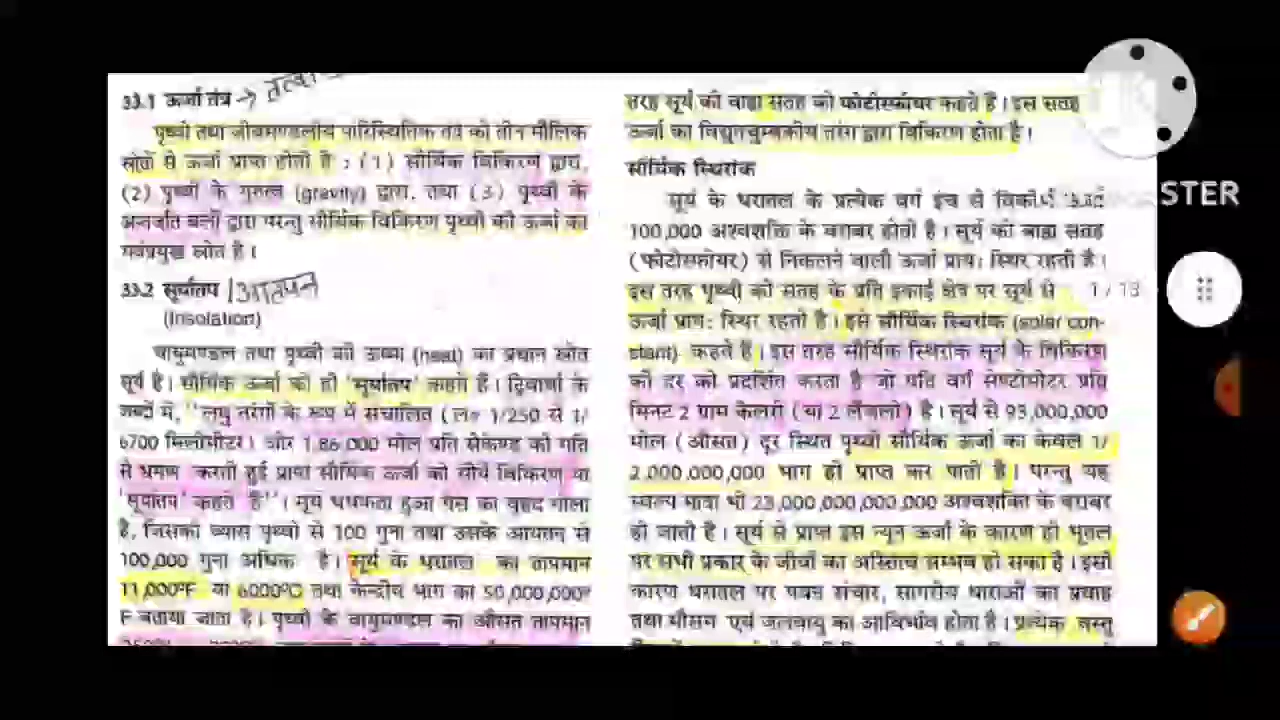 33.1 ऊर्जा तंत्र →
पृथ्वी तथा जीवमण्डलीय पारिस्थितिक तंत्र को तीन मौलिक
स्रोतों से ऊर्जा प्राप्त होती है : (1) सौर्यिक विकिरण द्वारा,
(2) पृथ्वी के गुरुत्व (gravity) द्वारा, तथा (3) पृथ्वी के
अन्तर्जात बलों द्वारा परन्तु सौर्यिक विकिरण पृथ्वी की ऊर्जा का
सर्वप्रमुख स्रोत है ।
33.2 सूर्यातप | आतपन
(Insolation)
वायुमण्डल तथा पृथ्वी की ऊष्मा (heat) का प्रधान स्रोत
सूर्य है । सौर्यिक ऊर्जा को ही 'सूर्यातप' कहते हैं । ट्रिवार्था के
शब्दों में, ''लघु तरंगों के रूप में संचालित (ल० 1/250 से 1/
6700 मिलीमीटर) और 1,86,000 मील प्रति सेकेण्ड की गति
से भ्रमण करती हुई प्राप्त सौर्यिक ऊर्जा को सौर्य विकिरण या
'सूर्यातप' कहते हैं'' । सूर्य धधकता हुआ गैस का वृहद गोला
है, जिसका व्यास पृथ्वी से 100 गुना तथा उसके आयतन से
100,000 गुना अधिक है । सूर्य के धरातल का तापमान
11,000°F या 6000°C तथा केन्द्रीय भाग का 50,000,000°
F बताया जाता है । पृथ्वी के वायुमण्डल का औसत तापमान
तरह सूर्य की बाह्य सतह को फोटोस्फीयर कहते हैं । इस सतह
ऊर्जा का विद्युतचुम्बकीय तरंग द्वारा विकिरण होता है ।
सौर्यिक स्थिरांक
सूर्य के धरातल के प्रत्येक वर्ग इंच से विकीर्ण ऊर्जा
100,000 अश्वशक्ति के बराबर होती है । सूर्य की बाह्य सतह
(फोटोस्फीयर) से निकलने वाली ऊर्जा प्रायः स्थिर रहती है ।
इस तरह पृथ्वी की सतह के प्रति इकाई क्षेत्र पर सूर्य से
1 / 13
ऊर्जा प्रायः स्थिर रहती है । इसे सौर्यिक स्थिरांक (solar con-
stant) कहते हैं । इस तरह सौर्यिक स्थिरांक सूर्य के विकिरण
की दर को प्रदर्शित करता है जो प्रति वर्ग सेण्टीमीटर प्रति
मिनट 2 ग्राम कैलरी (या 2 लैंजली) है । सूर्य से 93,000,000
मील (औसत) दूर स्थित पृथ्वी सौर्यिक ऊर्जा का केवल 1/
2,000,000,000 भाग ही प्राप्त कर पाती है । परन्तु यह
स्वल्प मात्रा भी 23,000,000,000,000 अश्वशक्ति के बराबर
हो जाती है । सूर्य से प्राप्त इस न्यून ऊर्जा के कारण ही भूतल
पर सभी प्रकार के जीवों का अस्तित्व सम्भव हो सका है । इसी
कारण धरातल पर पवन संचार, सागरीय धाराओं का प्रवाह
तथा मौसम एवं जलवायु का आविर्भाव होता है । प्रत्येक वस्तु